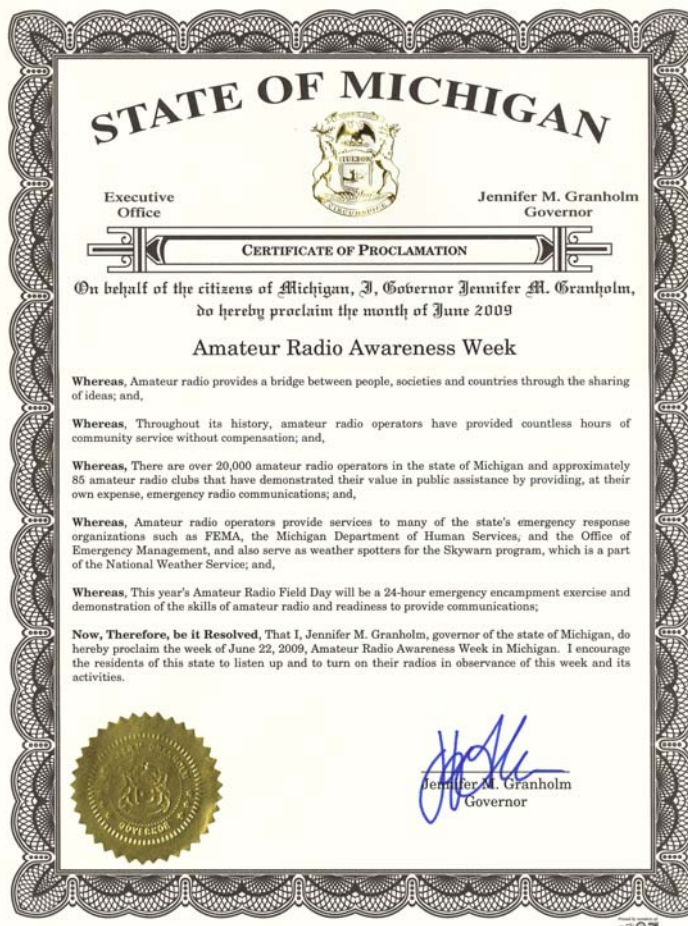 STATE OF MICHIGAN
TUEBOR
CIRCUMSPICE
Executive
Office
Jennifer M. Granholm
Governor
CERTIFICATE OF PROCLAMATION
On behalf of the citizens of Michigan, I, Governor Jennifer M. Granholm,
do hereby proclaim the month of June 2009
Amateur Radio Awareness Week
Whereas, Amateur radio provides a bridge between people, societies and countries through the sharing
of ideas; and,
Whereas, Throughout its history, amateur radio operators have provided countless hours of
community service without compensation; and,
Whereas, There are over 20,000 amateur radio operators in the state of Michigan and approximately
85 amateur radio clubs that have demonstrated their value in public assistance by providing, at their
own expense, emergency radio communications; and,
Whereas, Amateur radio operators provide services to many of the state's emergency response
organizations such as FEMA, the Michigan Department of Human Services, and the Office of
Emergency Management, and also serve as weather spotters for the Skywarn program, which is a part
of the National Weather Service; and,
Whereas, This year's Amateur Radio Field Day will be a 24-hour emergency encampment exercise and
demonstration of the skills of amateur radio and readiness to provide communications;
Now, Therefore, be it Resolved, That I, Jennifer M. Granholm, governor of the state of Michigan, do
hereby proclaim the week of June 22, 2009, Amateur Radio Awareness Week in Michigan. I encourage
the residents of this state to listen up and to turn on their radios in observance of this week and its
activities.
GOVERNOR
Jennifer M. Granholm
Governor